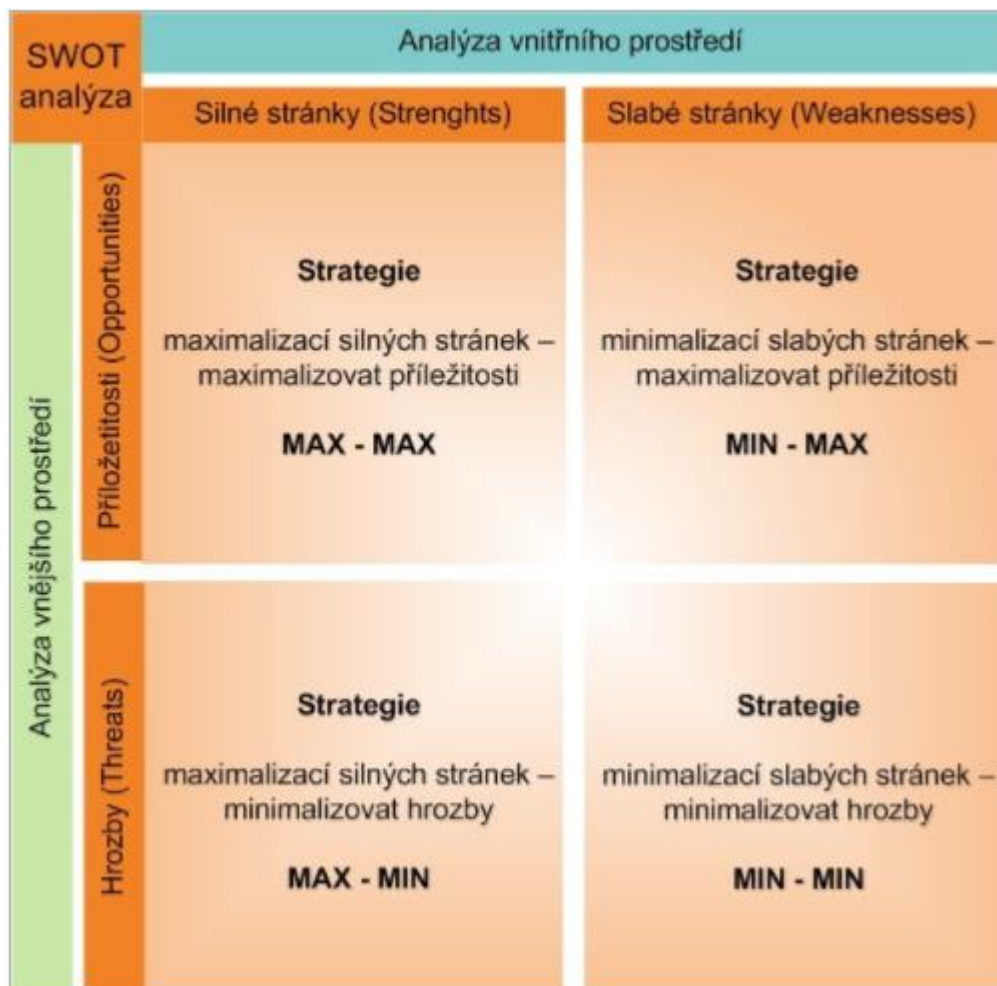 SWOT
analýza
Analýza vnitřního prostředí
Silné stránky (Strenghts)
Slabé stránky (Weaknesses)
Analýza vnějšího prostředí
Příložetitosti (Opportunities)
Strategie
maximalizací silných stránek –
maximalizovat příležitosti
MAX - MAX
Strategie
minimalizací slabých stránek –
maximalizovat příležitosti
MIN - MAX
Hrozby (Threats)
Strategie
maximalizací silných stránek –
minimalizovat hrozby
MAX - MIN
Strategie
minimalizací slabých stránek –
minimalizovat hrozby
MIN - MIN